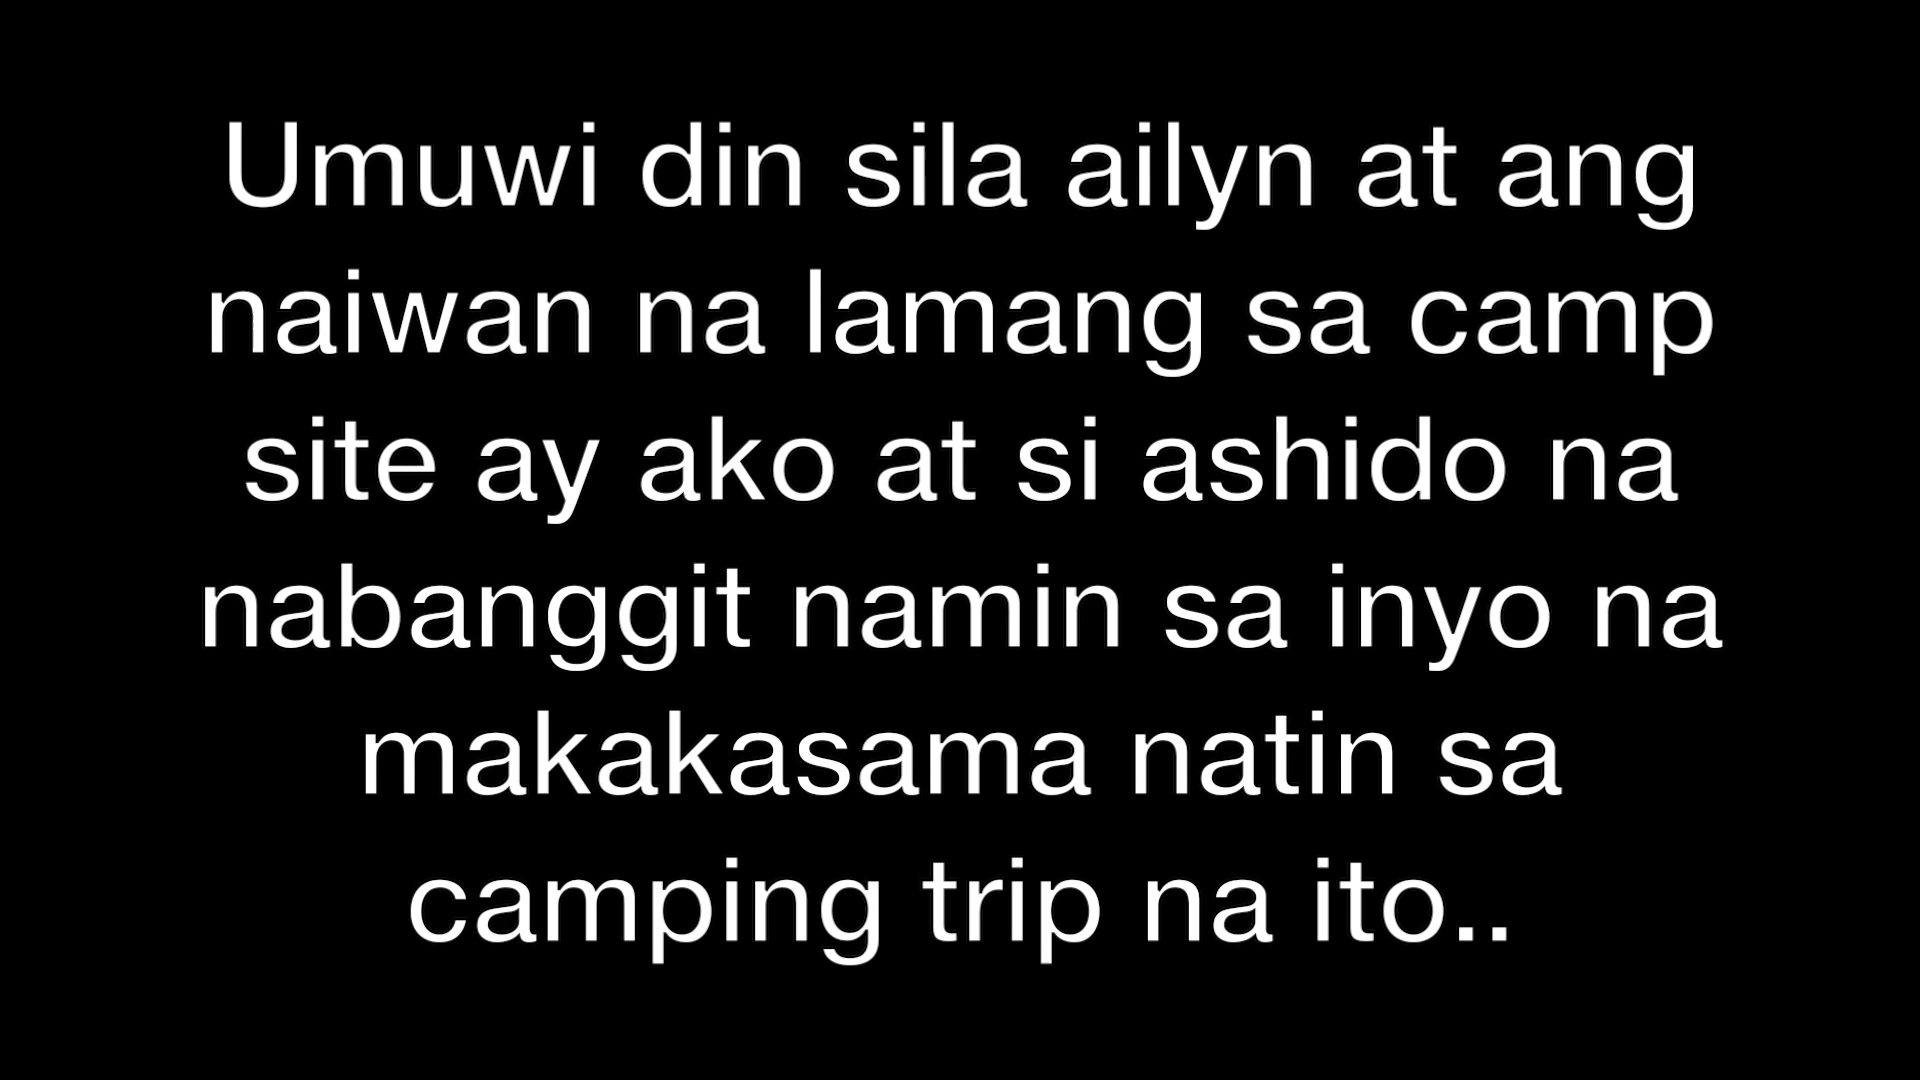 Umuwi din sila ailyn at ang
naiwan na lamang sa camp
site ay ako at si ashido na
nabanggit namin sa inyo na
makakasama natin sa
camping trip na ito..